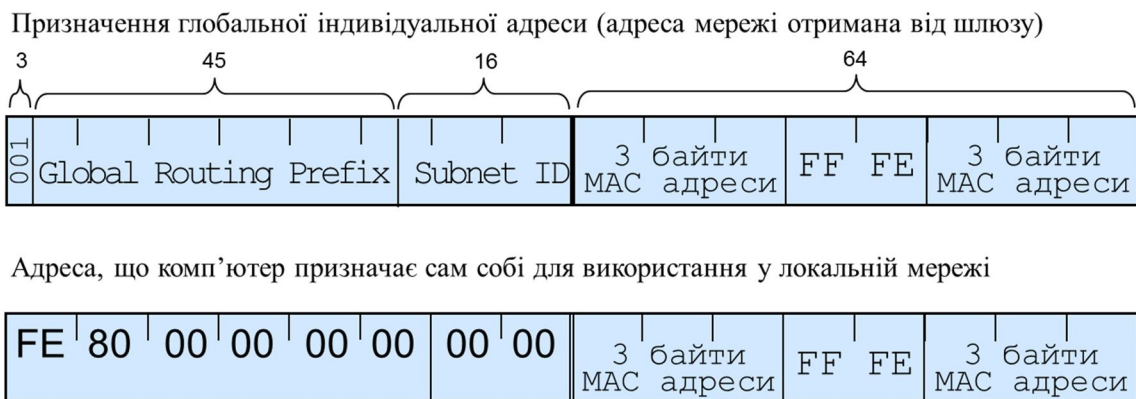 Призначення глобальної індивідуальної адреси (адреса мережі отримана від шлюзу)
3 45 16 64
001 Global Routing Prefix Subnet ID 3 байти MAC адреси FF FE 3 байти MAC адреси
Адреса, що комп’ютер призначає сам собі для використання у локальній мережі
FE 80 00 00 00 00 00 00 3 байти MAC адреси FF FE 3 байти MAC адреси